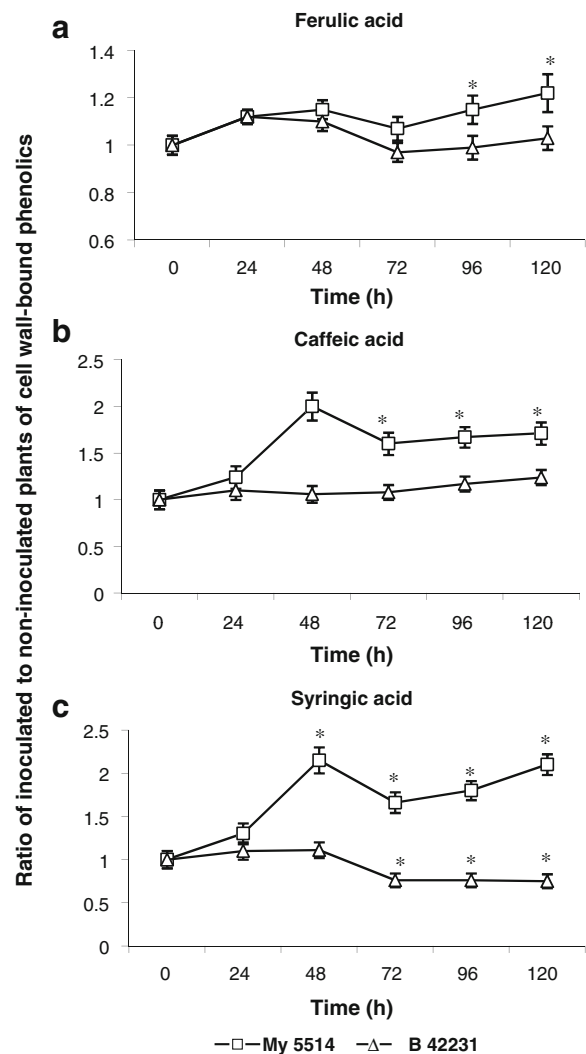 Ratio of inoculated to non-inoculated plants of cell wall-bound phenolics
a
Ferulic acid
1.4
*
*
1.2
1
0.8
0.6
0 24 48 72 96 120
Time (h)
b
Caffeic acid
2.5
2
* * *
1.5
1
0.5
0
0 24 48 72 96 120
Time (h)
c
Syringic acid
2.5
* * * *
2
1.5
1
* * *
0.5
0
0 24 48 72 96 120
Time (h)
My 5514 B 42231